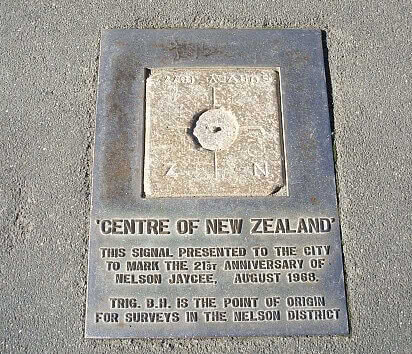 Z N
'CENTRE OF NEW ZEALAND'
THIS SIGNAL PRESENTED TO THE CITY
TO MARK THE 21ST ANNIVERSARY OF
NELSON JAYCEE, AUGUST 1968.
TRIG. B.H. IS THE POINT OF ORIGIN
FOR SURVEYS IN THE NELSON DISTRICT